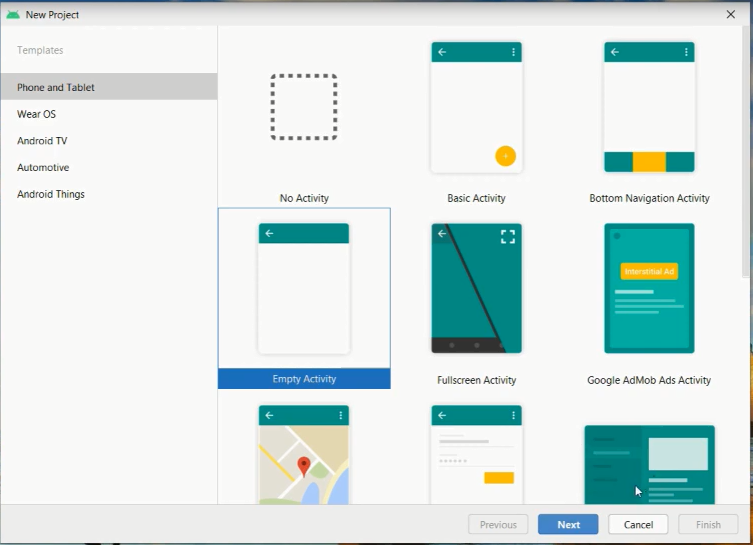 New Project
Templates
Phone and Tablet
Wear OS
Android TV
Automotive
Android Things
No Activity
Basic Activity
Bottom Navigation Activity
Interstitial Ad
Empty Activity
Fullscreen Activity
Google AdMob Ads Activity
Previous
Next
Cancel
Finish